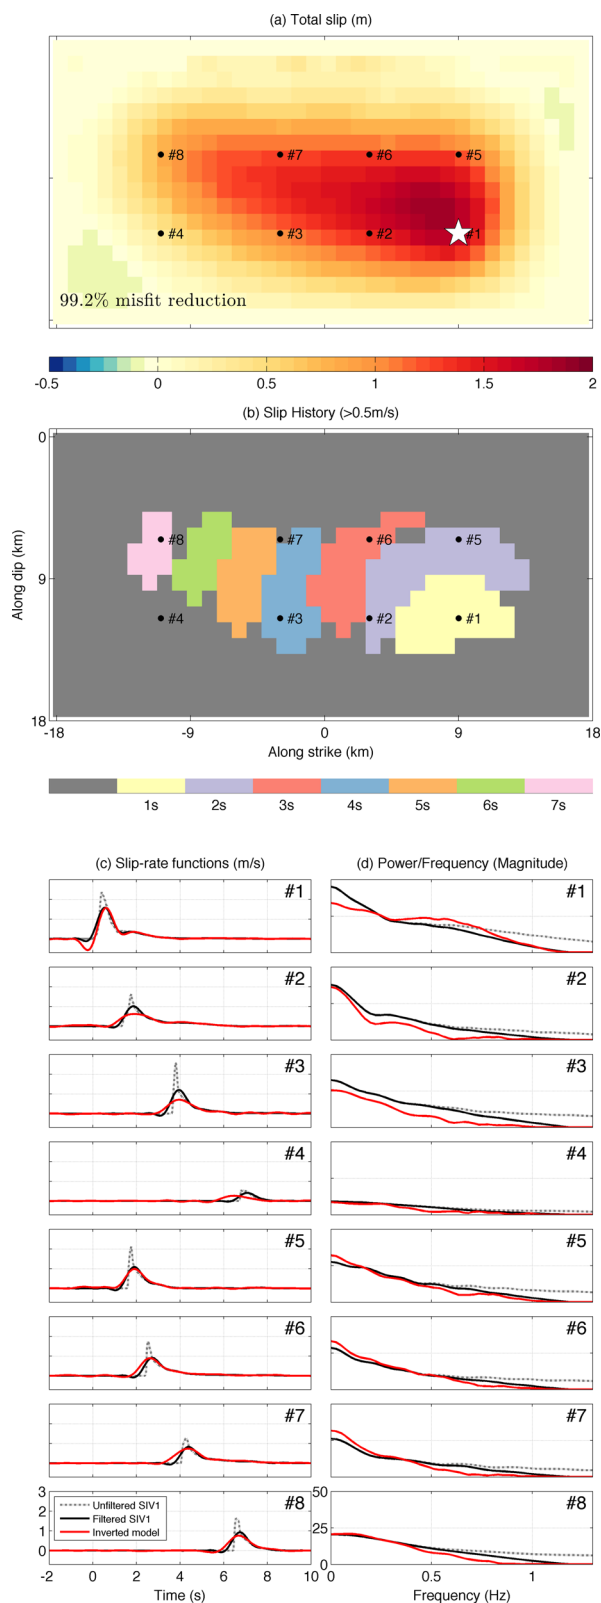 (a) Total slip (m)
#8 #7 #6 #5
#4 #3 #2 #1
99.2% misfit reduction
-0.5 0 0.5 1 1.5 2
(b) Slip History (>0.5m/s)
0
#8 #7 #6 #5
Along dip (km)
9
#4 #3 #2 #1
18
-18 -9 0 9 18
Along strike (km)
1s 2s 3s 4s 5s 6s 7s
(c) Slip-rate functions (m/s) (d) Power/Frequency (Magnitude)
#1 #1
#2 #2
#3 #3
#4 #4
#5 #5
#6 #6
#7 #7
3 50
Unfiltered SIV1 #8 #8
2
Filtered SIV1
25
1
Inverted model
0 0
-2 0 2 4 6 8 10 0 0.5 1
Time (s) Frequency (Hz)